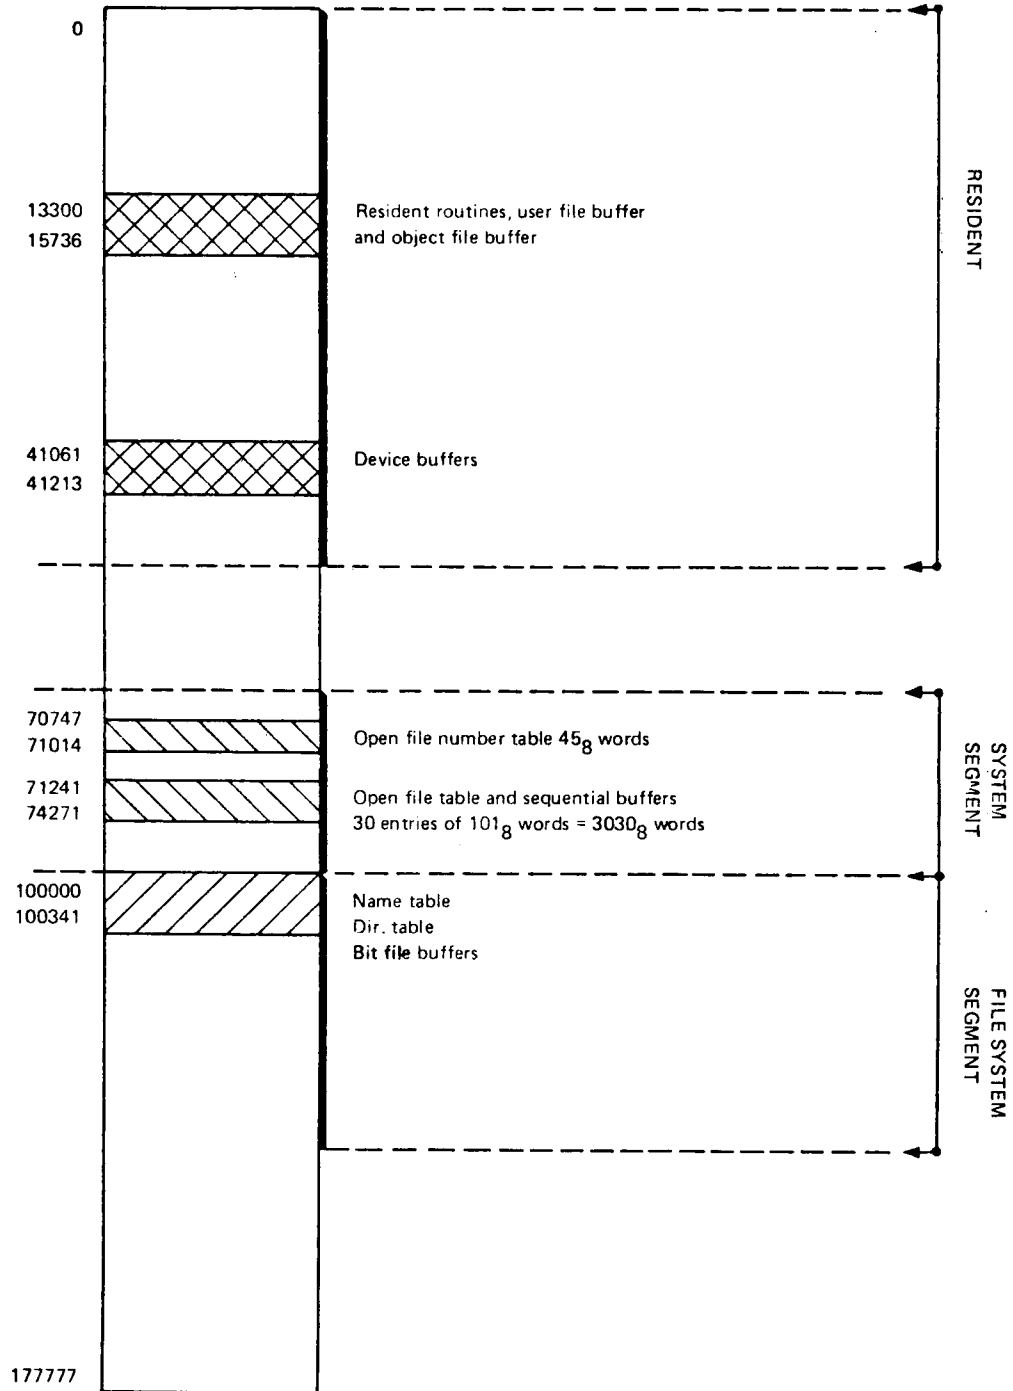 0
RESIDENT
13300
15736
Resident routines, user file buffer
and object file buffer
41061
41213
Device buffers
70747
71014
Open file number table 45₈ words
SYSTEM
SEGMENT
71241
74271
Open file table and sequential buffers
30 entries of 101₈ words = 3030₈ words
100000
100341
Name table
Dir. table
Bit file buffers
FILE SYSTEM
SEGMENT
177777